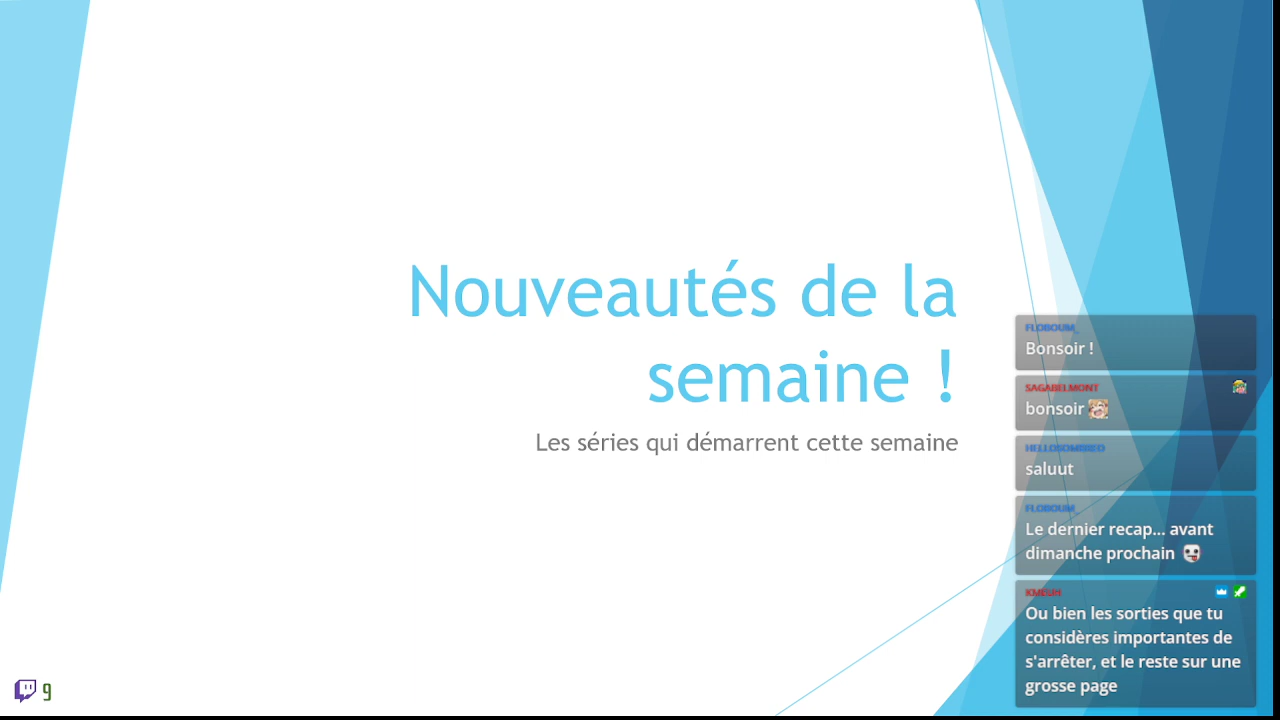 Nouveautés de la
semaine !
Les séries qui démarrent cette semaine
FLOBOUM_
Bonsoir !
SAGABELMONT
bonsoir
saluut
FLOBOUM_
Le dernier recap... avant
dimanche prochain
Ou bien les sorties que tu
considères importantes de
s'arrêter, et le reste sur une
grosse page
9